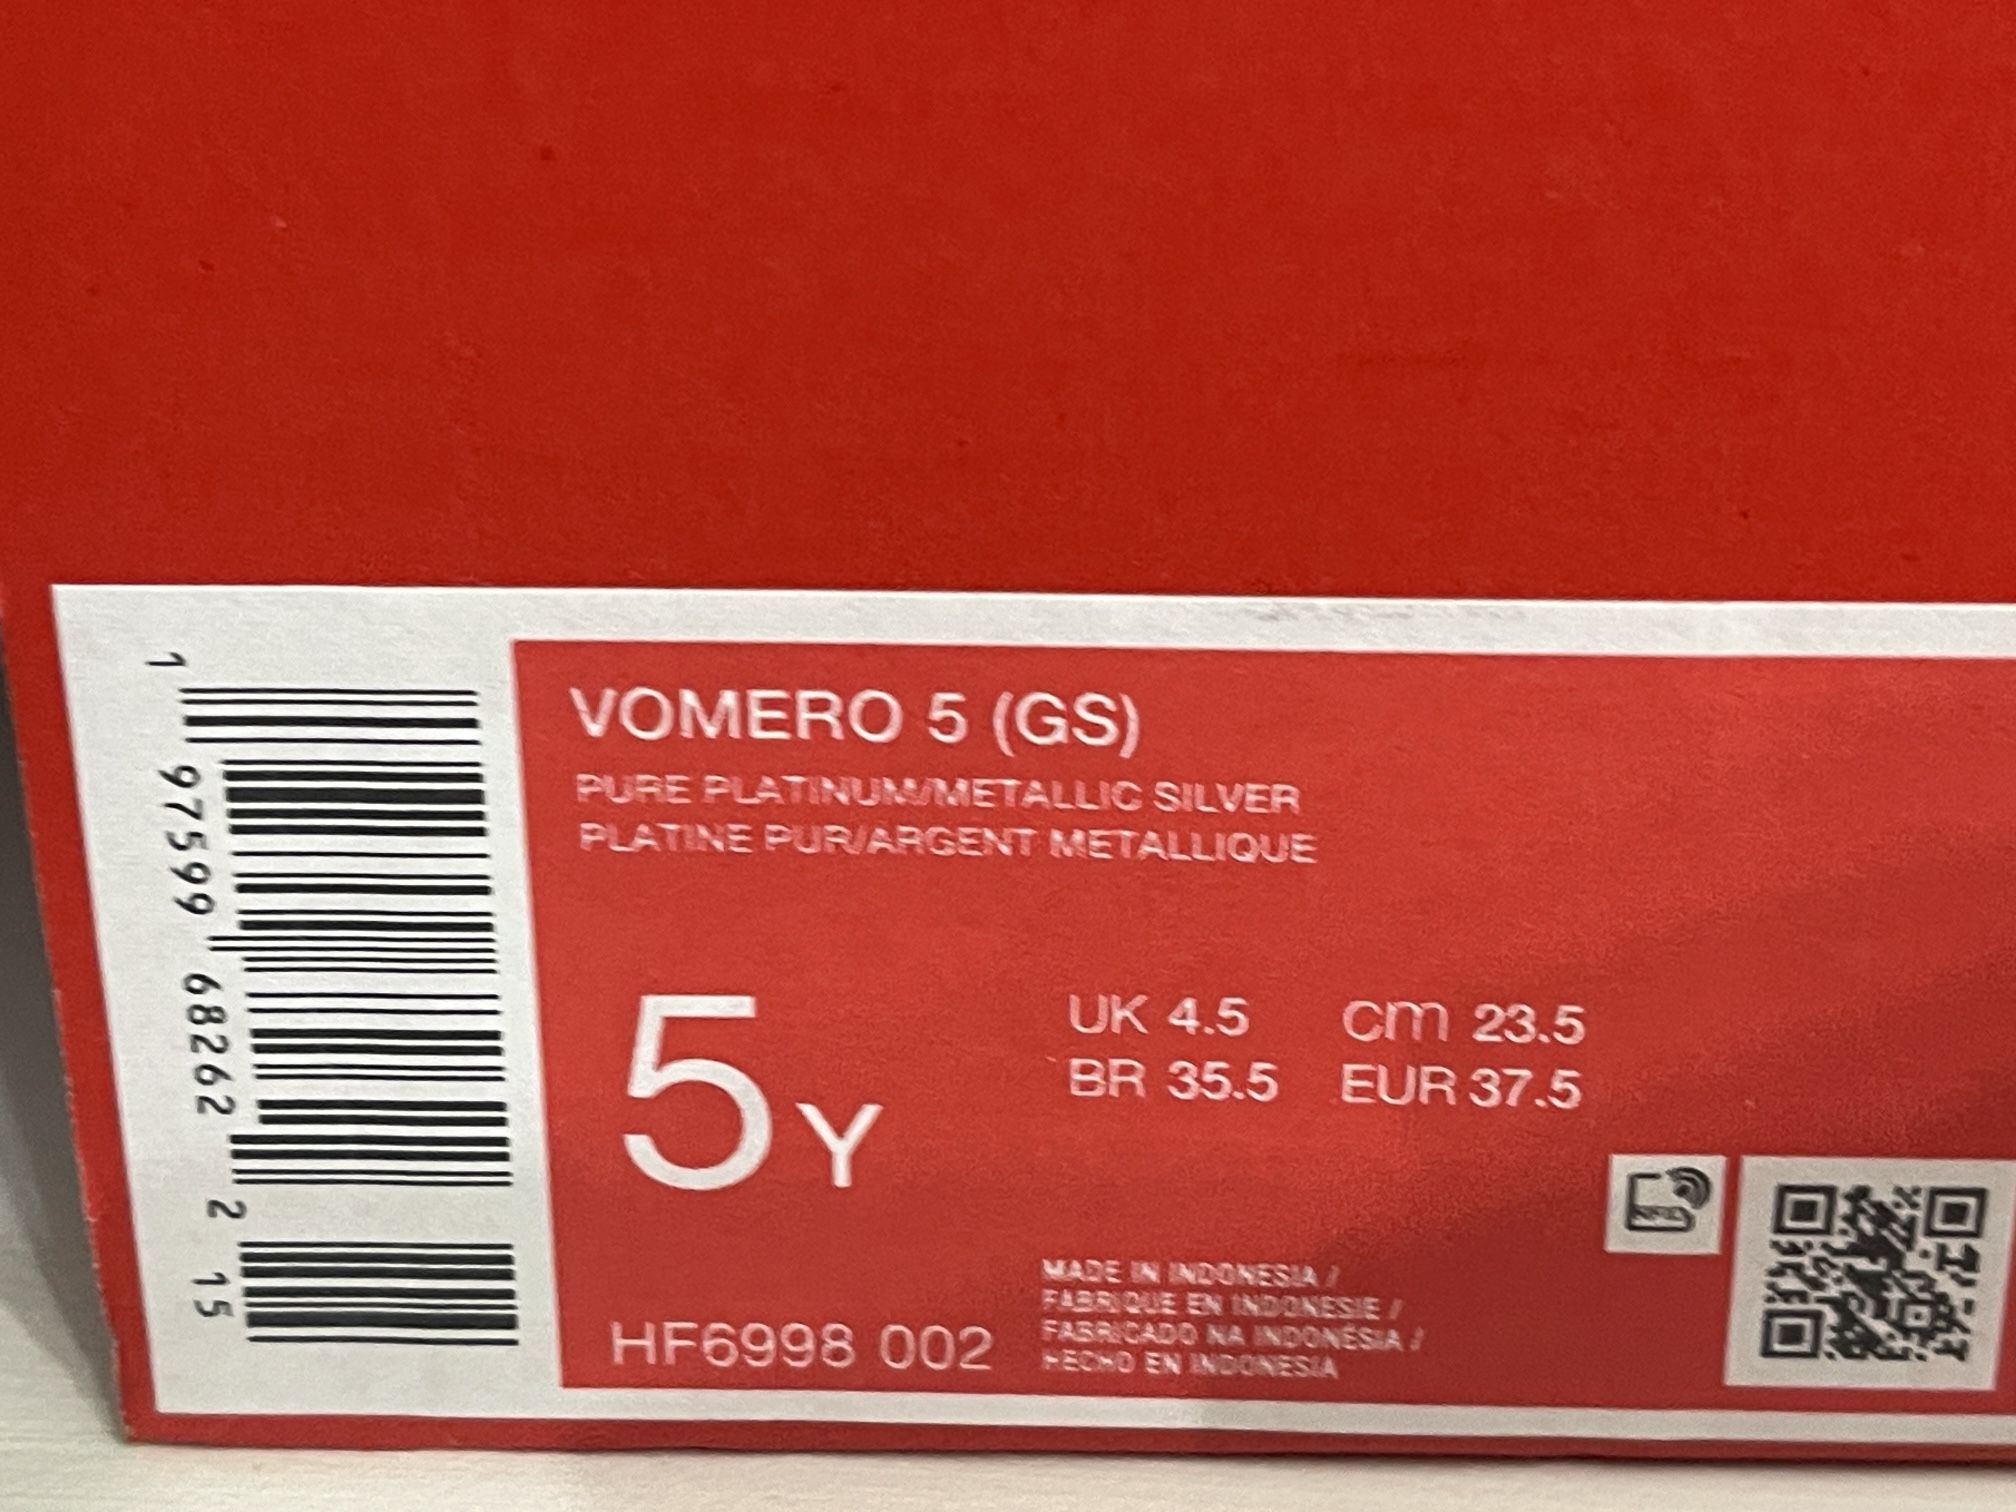 1 97599 68262 2 15
VOMERO 5 (GS)
PURE PLATINUM/METALLIC SILVER
PLATINE PUR/ARGENT METALLIQUE
5Y
UK 4.5 cm 23.5
BR 35.5 EUR 37.5
MADE IN INDONESIA /
FABRIQUE EN INDONESIE /
FABRICADO NA INDONÉSIA /
HECHO EN INDONESIA
HF6998 002